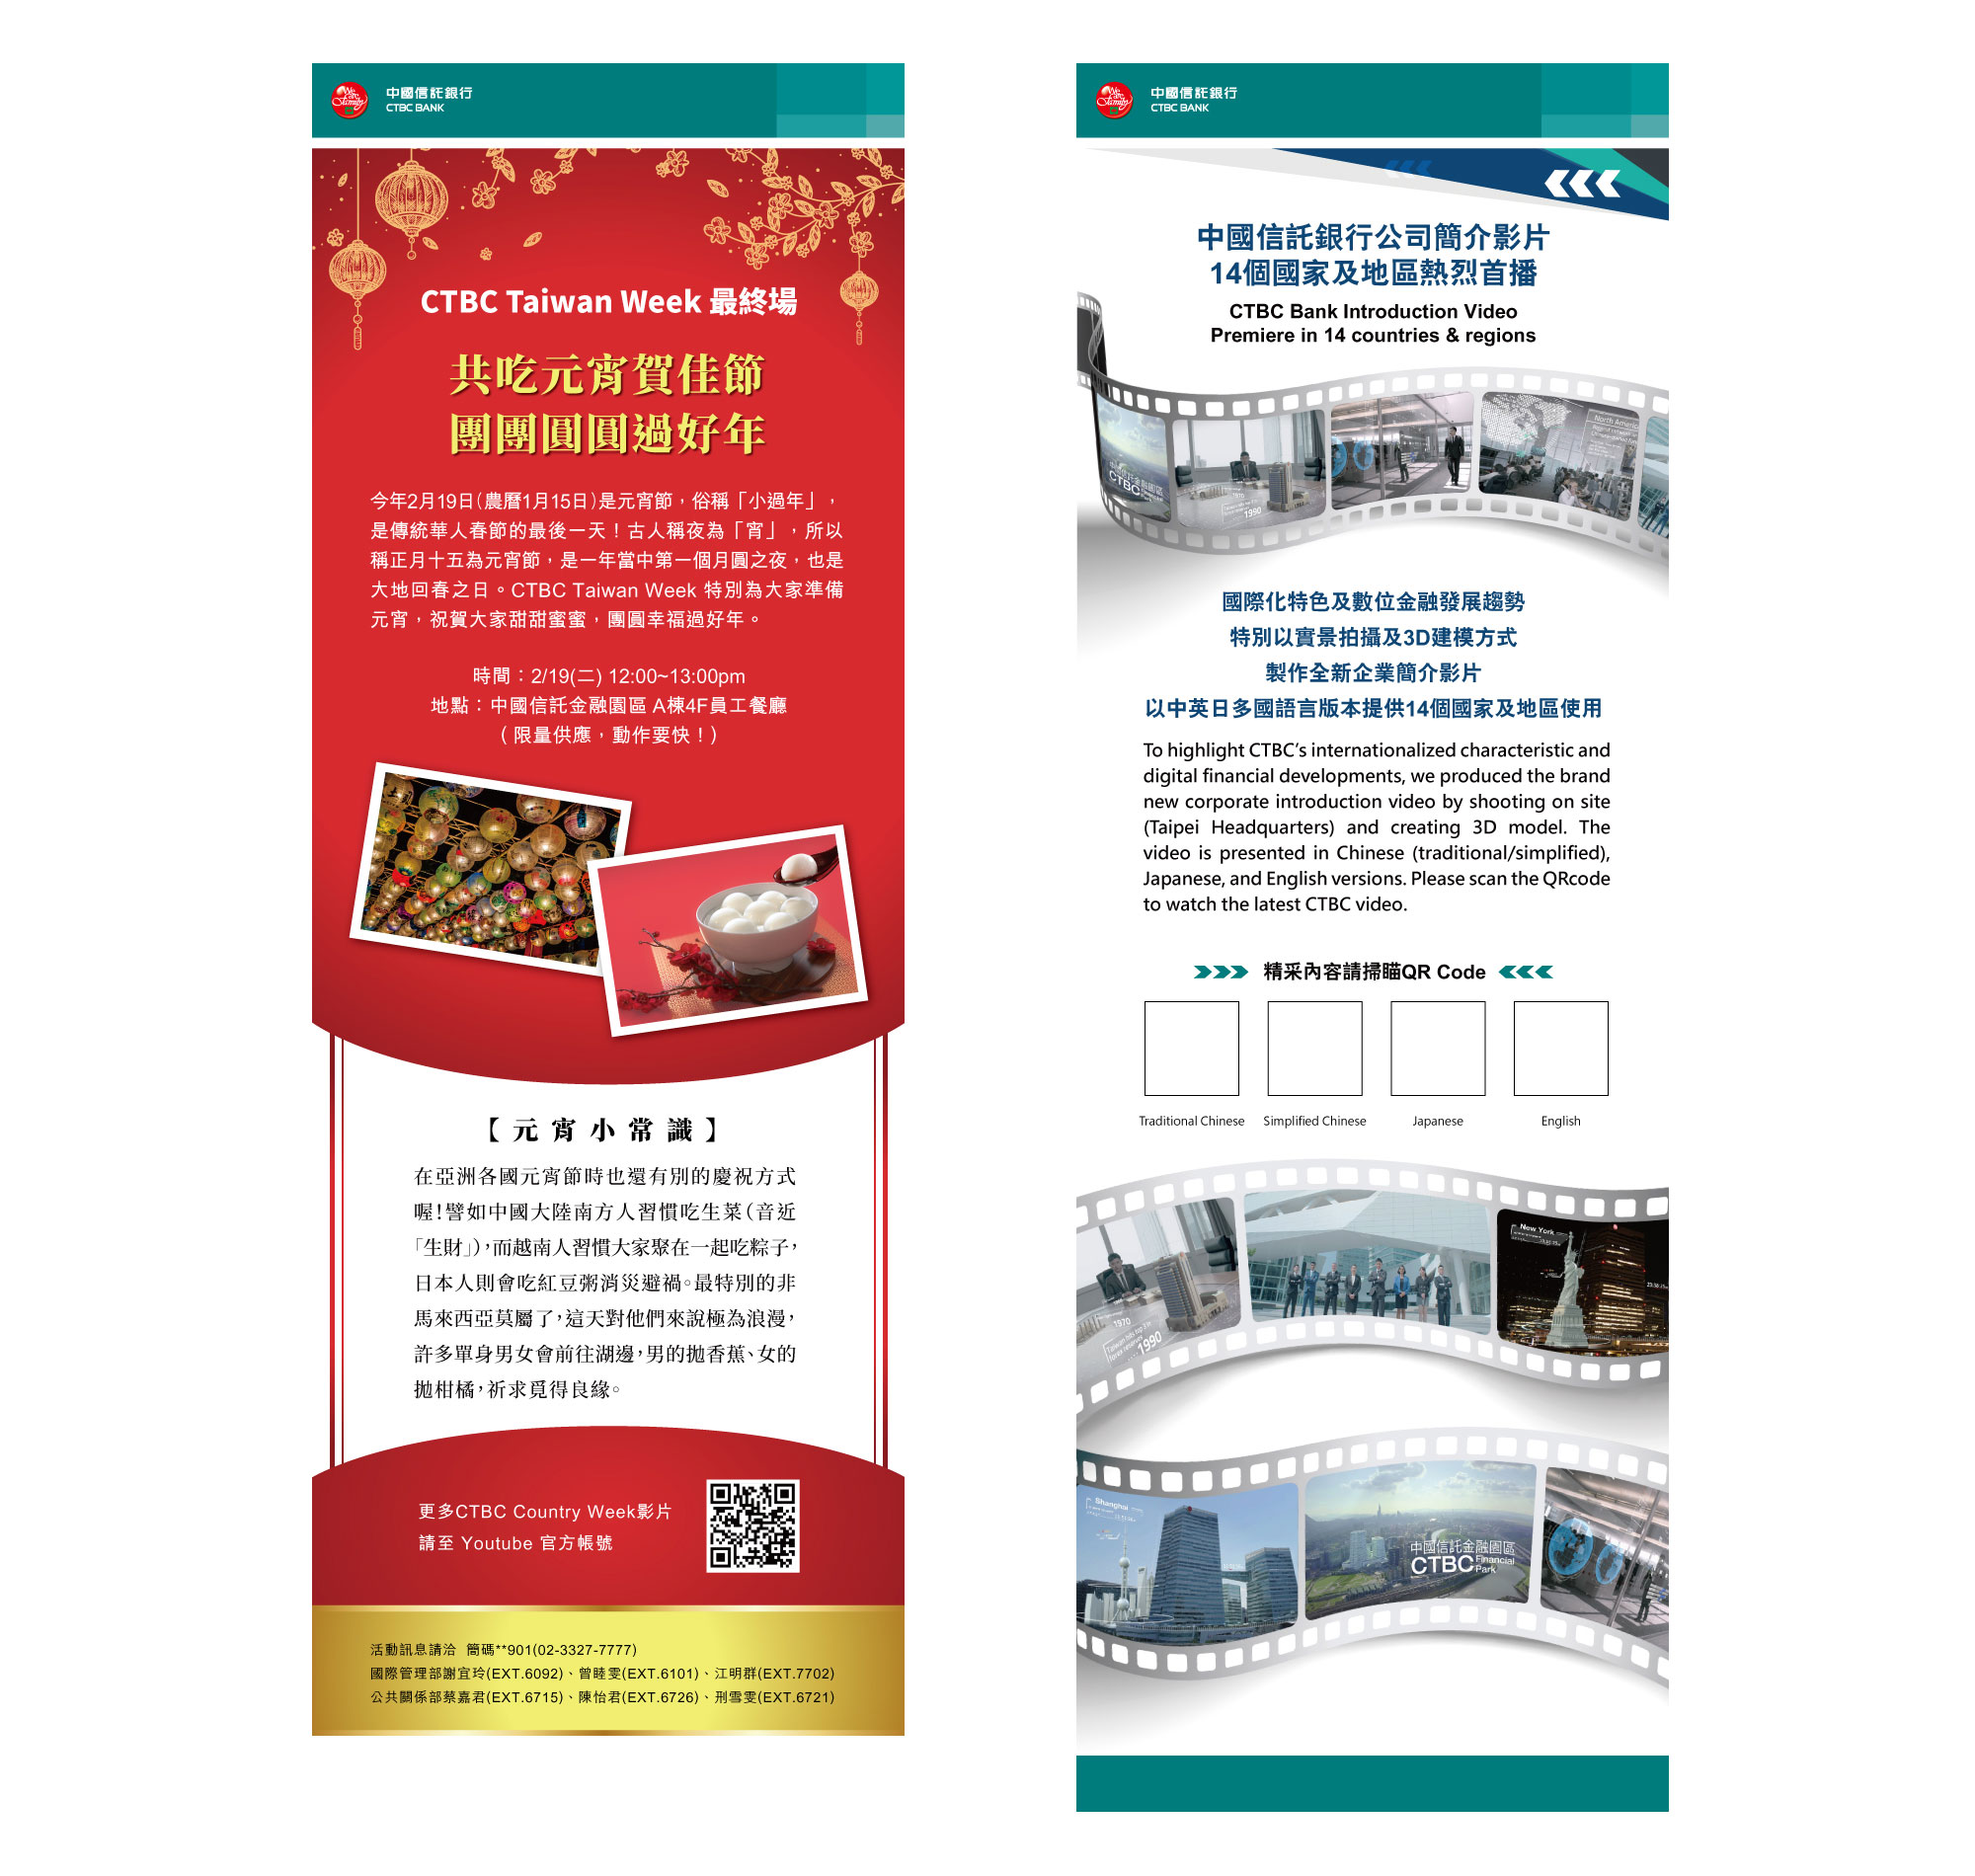 We are Family
中國信託銀行
CTBC BANK
CTBC Taiwan Week 最終場
共吃元宵賀佳節
團團圓圓過好年
今年2月19日(農曆1月15日)是元宵節，俗稱「小過年」，
是傳統華人春節的最後一天！古人稱夜為「宵」，所以
稱正月十五為元宵節，是一年當中第一個月圓之夜，也是
大地回春之日。CTBC Taiwan Week 特別為大家準備
元宵，祝賀大家甜甜蜜蜜，團圓幸福過好年。
時間：2/19(二) 12:00~13:00pm
地點：中國信託金融園區 A棟4F員工餐廳
( 限量供應，動作要快！)
【元宵小常識】
在亞洲各國元宵節時也還有別的慶祝方式
喔！譬如中國大陸南方人習慣吃生菜（音近
「生財」），而越南人習慣大家聚在一起吃粽子，
日本人則會吃紅豆粥消災避禍。最特別的非
馬來西亞莫屬了，這天對他們來說極為浪漫，
許多單身男女會前往湖邊，男的拋香蕉、女的
拋柑橘，祈求覓得良緣。
更多CTBC Country Week影片
請至 Youtube 官方帳號
活動訊息請洽 簡碼**901(02-3327-7777)
國際管理部謝宜玲(EXT.6092)、曾睦雯(EXT.6101)、江明群(EXT.7702)
公共關係部蔡嘉君(EXT.6715)、陳怡君(EXT.6726)、刑雪雯(EXT.6721)
We are Family
中國信託銀行
CTBC BANK
中國信託銀行公司簡介影片
14個國家及地區熱烈首播
CTBC Bank Introduction Video
Premiere in 14 countries & regions
中國信託金融園區
CTBC
1970
1990
North America
國際化特色及數位金融發展趨勢
特別以實景拍攝及3D建模方式
製作全新企業簡介影片
以中英日多國語言版本提供14個國家及地區使用
To highlight CTBC’s internationalized characteristic and
digital financial developments, we produced the brand
new corporate introduction video by shooting on site
(Taipei Headquarters) and creating 3D model. The
video is presented in Chinese (traditional/simplified),
Japanese, and English versions. Please scan the QRcode
to watch the latest CTBC video.
精采內容請掃瞄QR Code
Traditional Chinese
Simplified Chinese
Japanese
English
New York
1970
1990
Shanghai
中國信託金融園區
CTBC Financial
Park